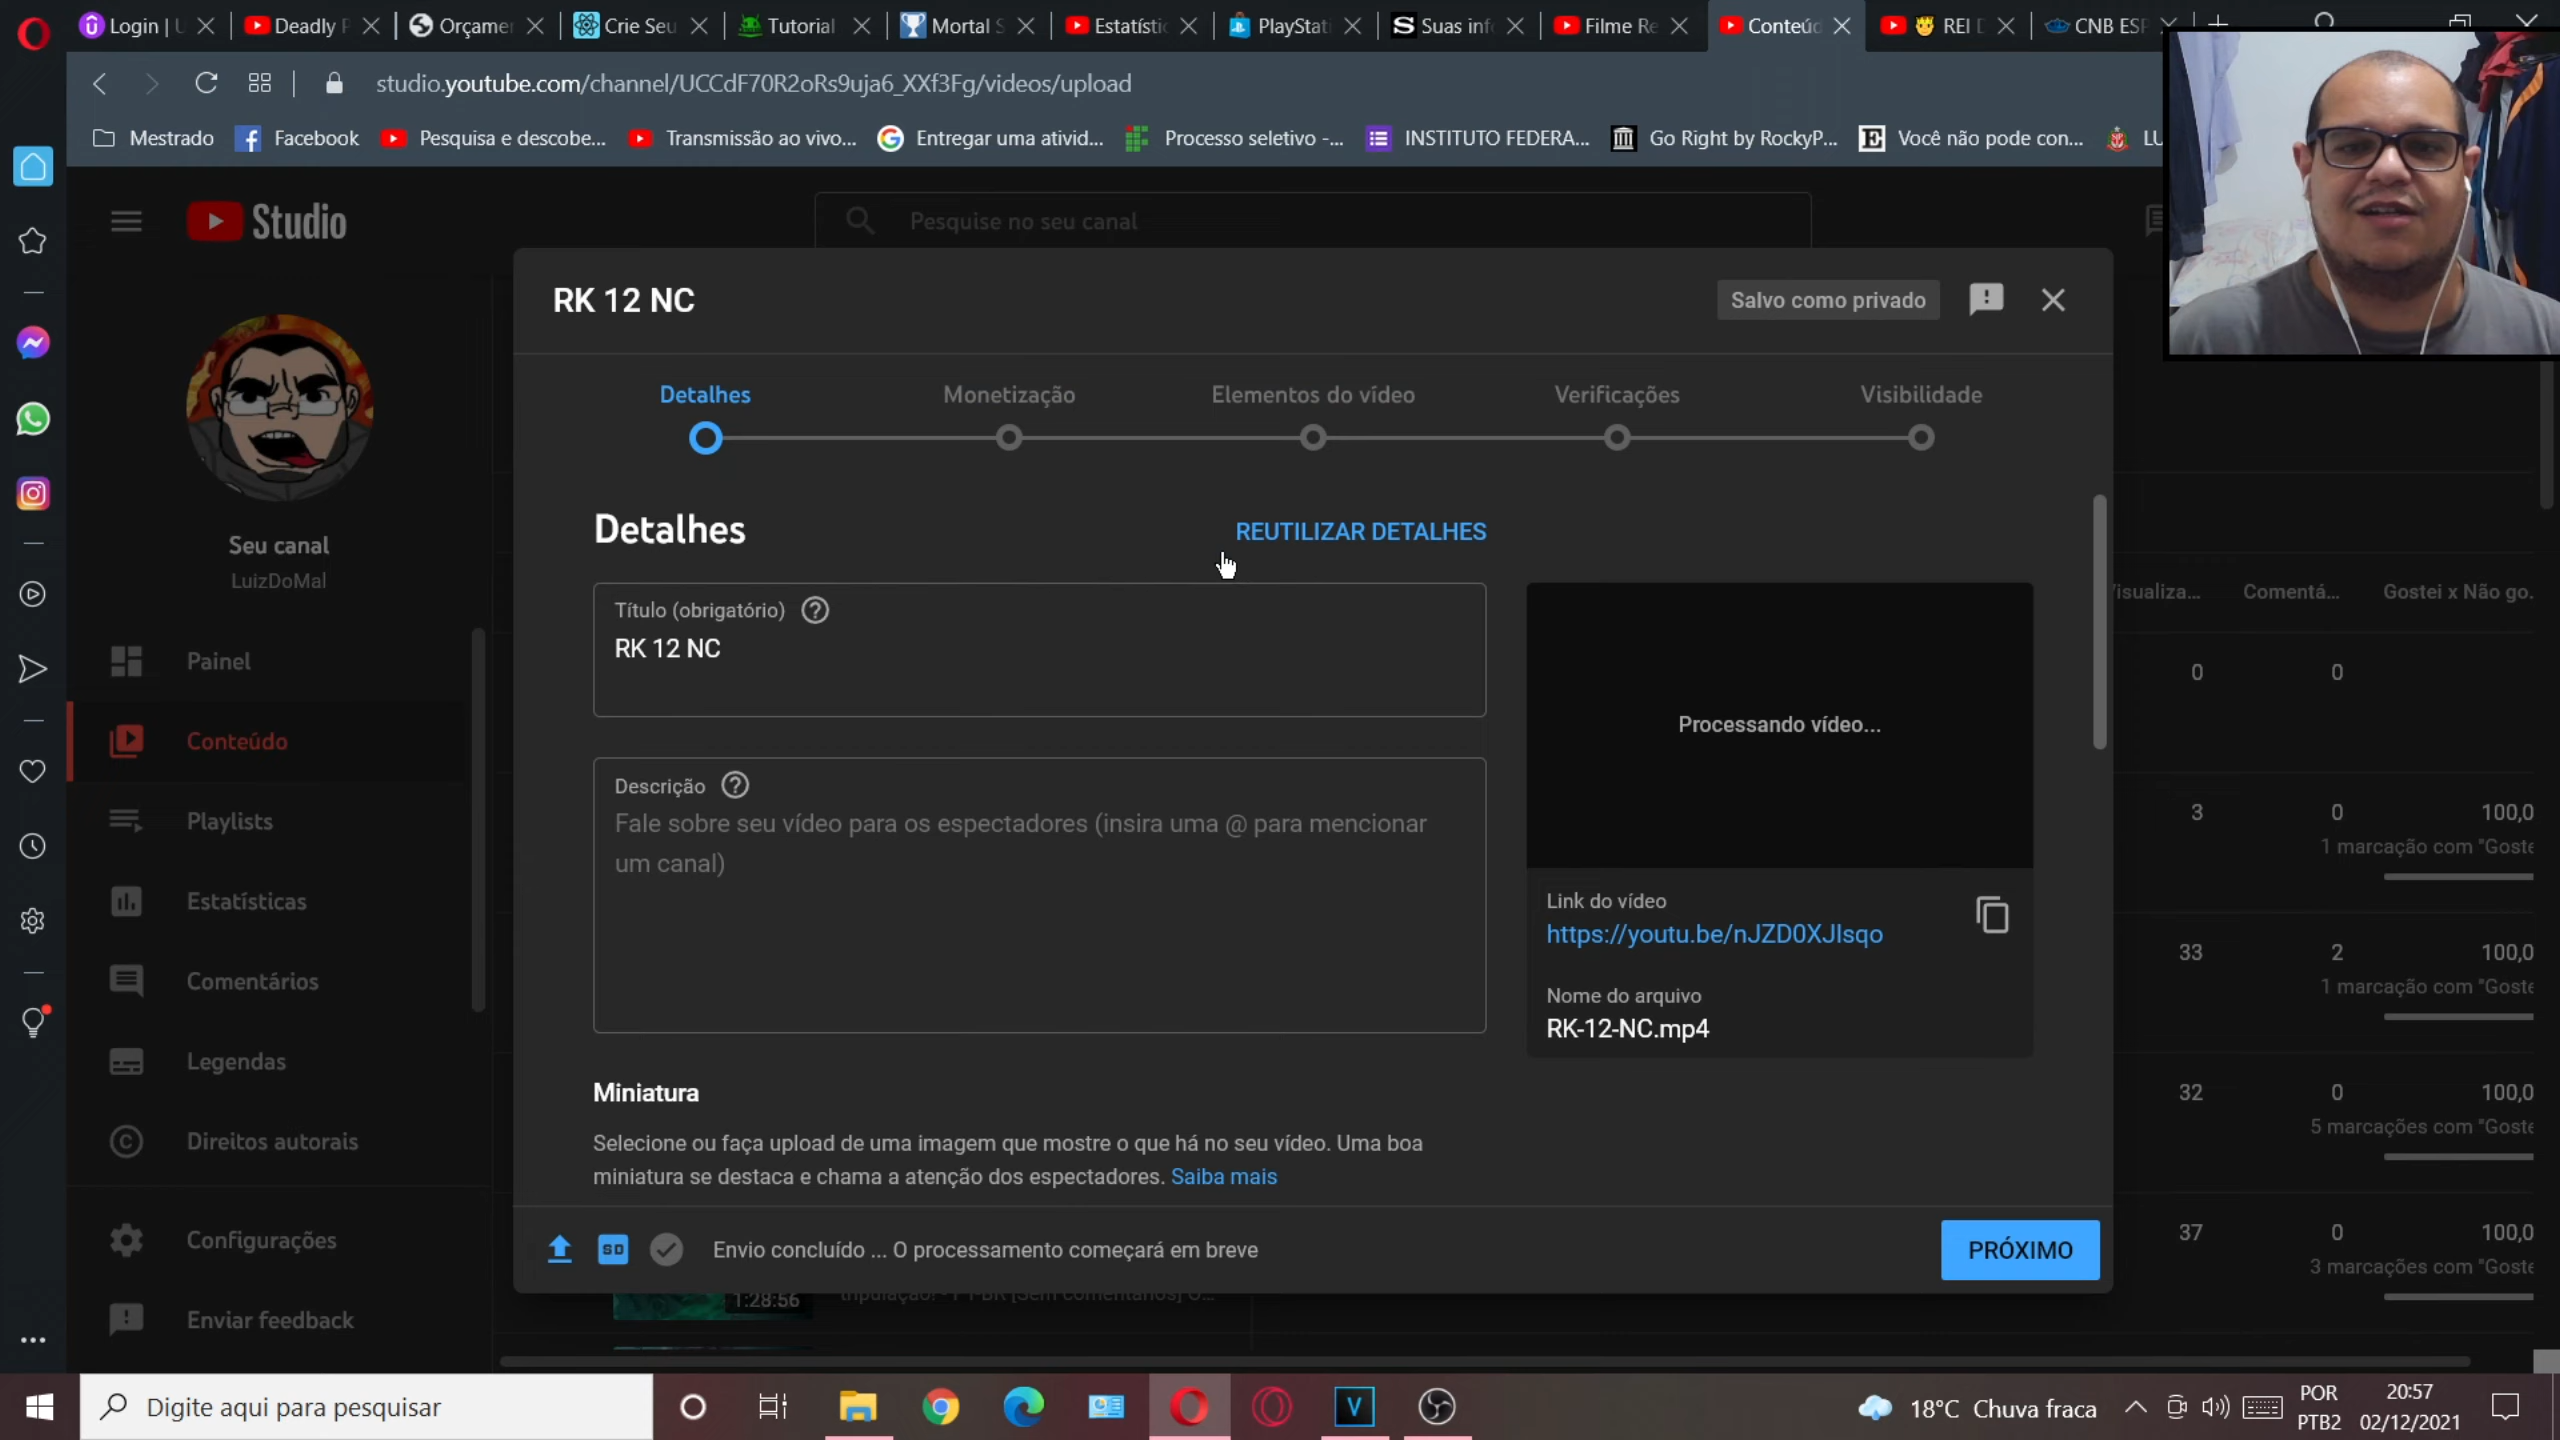 Login | U
Deadly P
Orçamen
Crie Seu
Tutorial
Mortal S
Estatístic
PlayStati
Suas inf
Filme Re
Conteúd
REI D
CNB ESP
studio.youtube.com/channel/UCCdF70R2oRs9uja6_XXf3Fg/videos/upload
Mestrado
Facebook
Pesquisa e descobe...
Transmissão ao vivo...
Entregar uma ativid...
Processo seletivo -...
INSTITUTO FEDERA...
Go Right by RockyP...
Você não pode con...
LU
Studio
Pesquise no seu canal
RK 12 NC
Salvo como privado
Detalhes
Monetização
Elementos do vídeo
Verificações
Visibilidade
Seu canal
LuizDoMal
Painel
Conteúdo
Playlists
Estatísticas
Comentários
Legendas
Direitos autorais
Configurações
Enviar feedback
Detalhes
REUTILIZAR DETALHES
Título (obrigatório)
RK 12 NC
Descrição
Fale sobre seu vídeo para os espectadores (insira uma @ para mencionar
um canal)
Processando vídeo...
Link do vídeo
https://youtu.be/nJZD0XJlsqo
Nome do arquivo
RK-12-NC.mp4
Miniatura
Selecione ou faça upload de uma imagem que mostre o que há no seu vídeo. Uma boa
miniatura se destaca e chama a atenção dos espectadores. Saiba mais
SD
Envio concluído ... O processamento começará em breve
PRÓXIMO
1:28:56
Visualiza...
Comentá...
Gostei x Não go.
0
0
3
0
100,0
1 marcação com "Goste
33
2
100,0
1 marcação com "Goste
32
0
100,0
5 marcações com "Goste
37
0
100,0
3 marcações com "Goste
Digite aqui para pesquisar
V
18°C Chuva fraca
POR
PTB2
20:57
02/12/2021